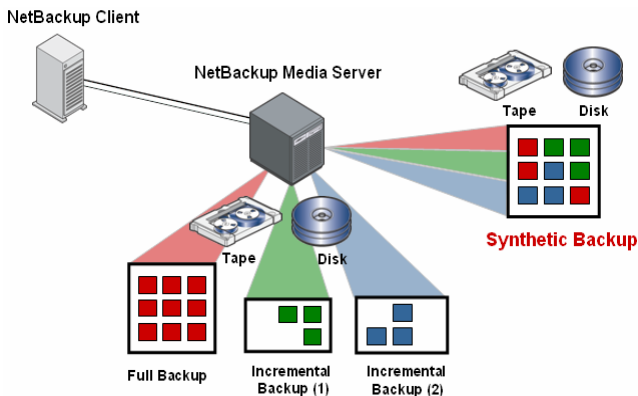 NetBackup Client
NetBackup Media Server
Tape
Disk
Synthetic Backup
Tape
Disk
Full Backup
Incremental
Backup (1)
Incremental
Backup (2)